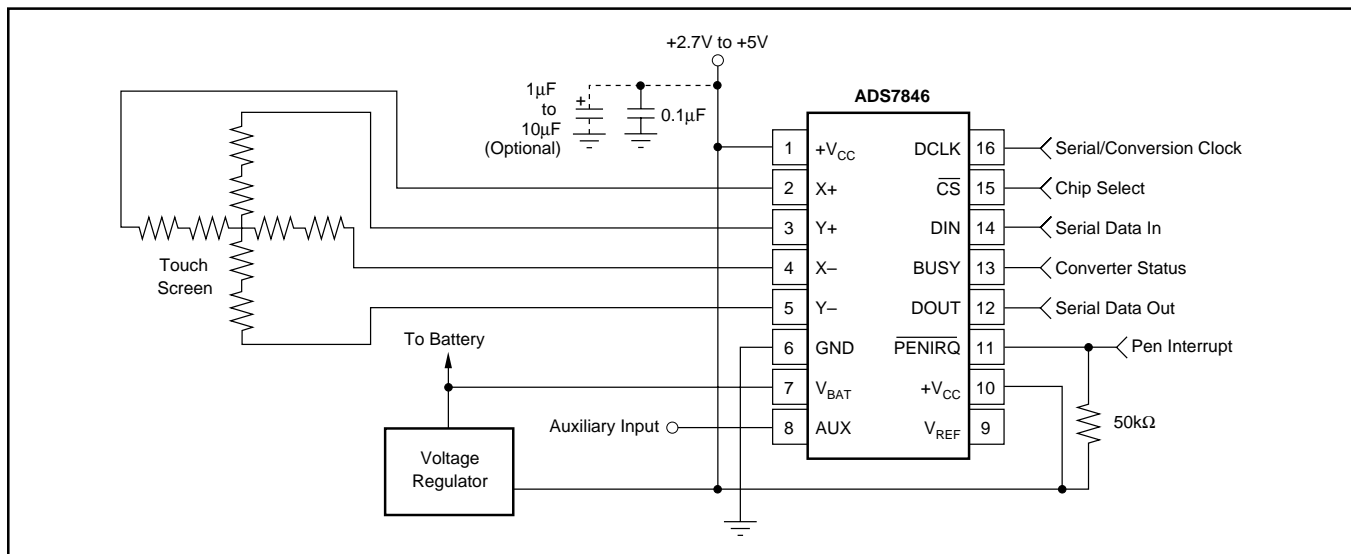 +2.7V to +5V
1µF
to
10µF
(Optional)
+
0.1µF
ADS7846
1 +VCC DCLK 16 Serial/Conversion Clock
2 X+ CS 15 Chip Select
3 Y+ DIN 14 Serial Data In
4 X– BUSY 13 Converter Status
5 Y– DOUT 12 Serial Data Out
6 GND PENIRQ 11 Pen Interrupt
7 VBAT +VCC 10
8 AUX VREF 9
Touch
Screen
To Battery
Auxiliary Input
50kΩ
Voltage
Regulator